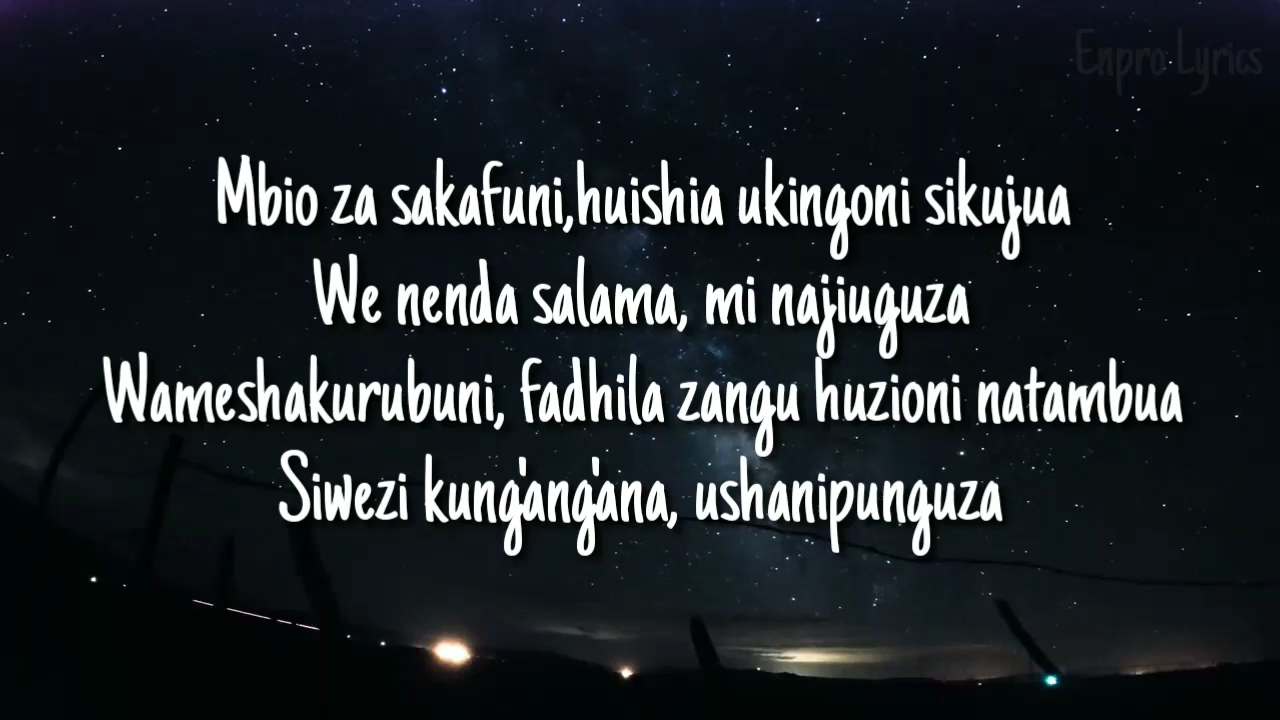 Enpro Lyrics
Mbio za sakafuni,huishia ukingoni sikujua
We nenda salama, mi najiuguza
Wameshakurubuni, fadhila zangu huzioni natambua
Siwezi kung'ang'ana, ushanipunguza